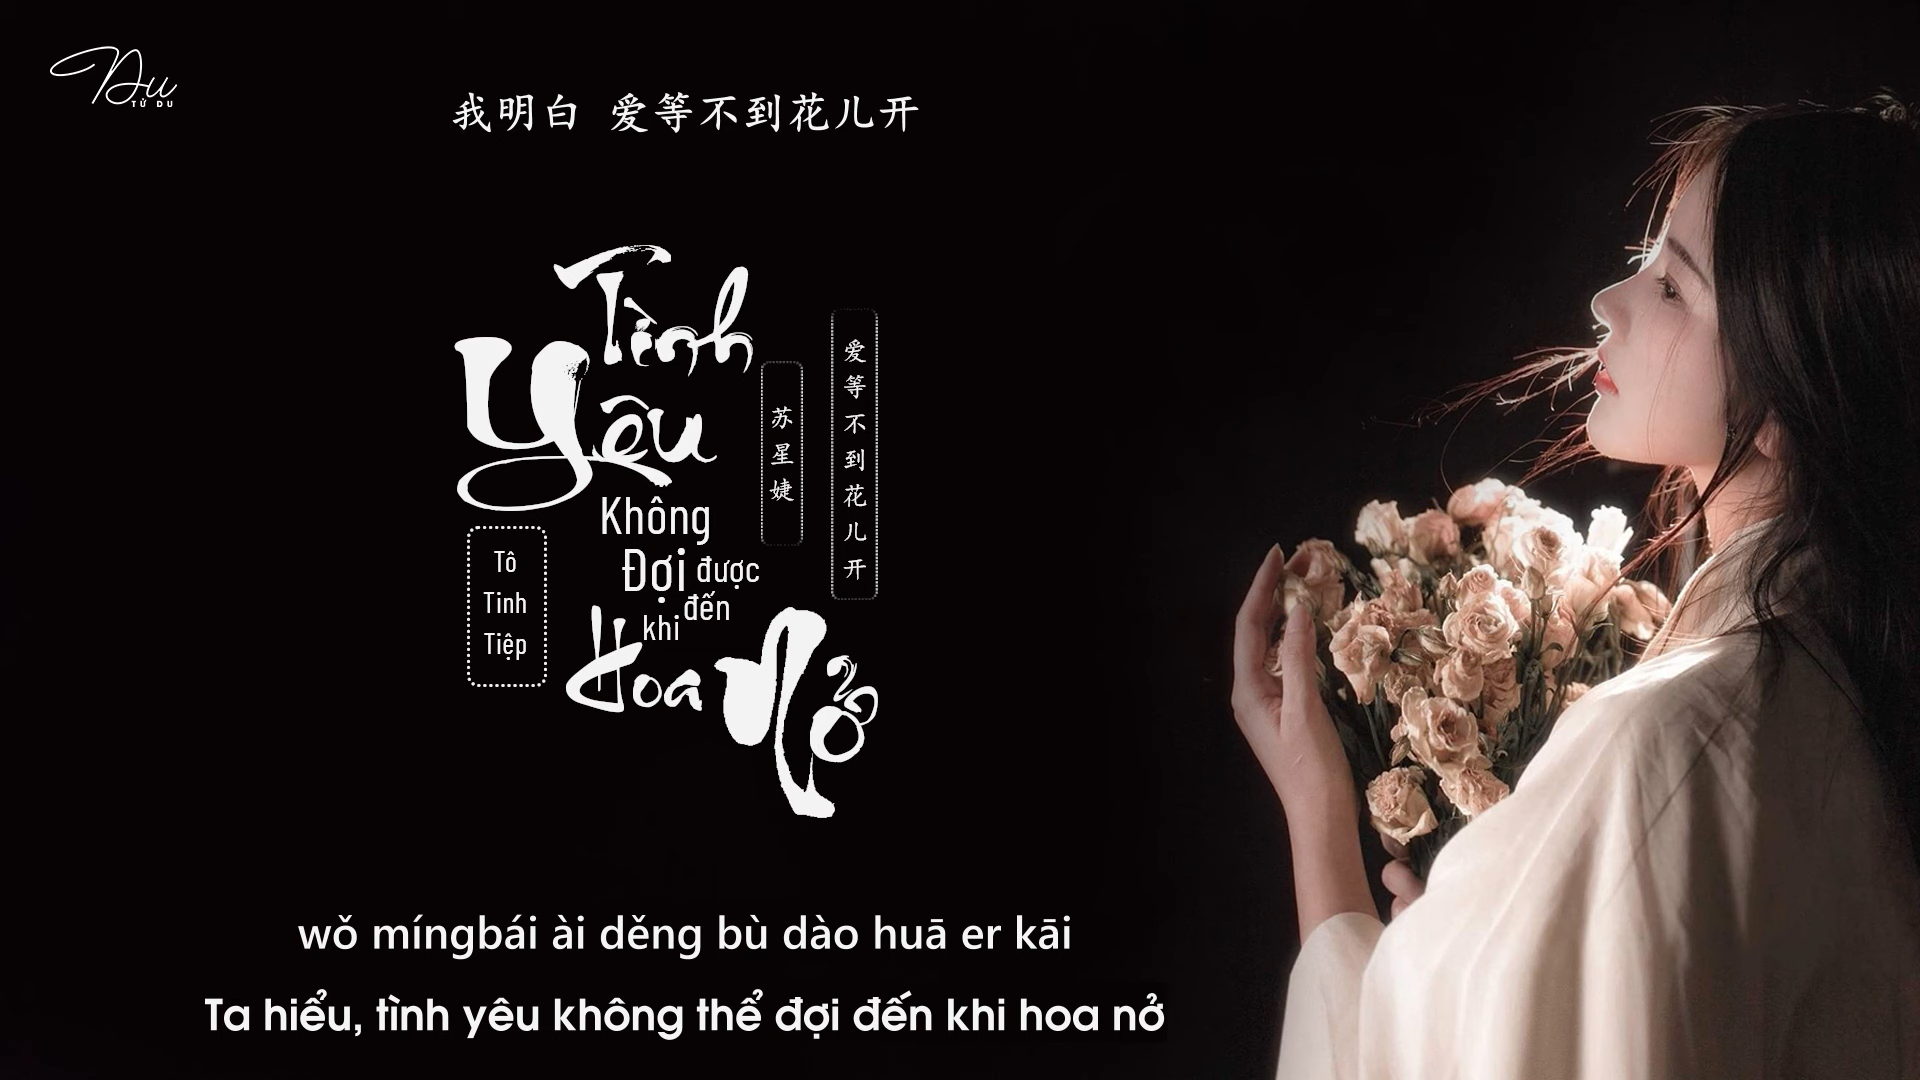 Du
TỬ DU
我明白 爱等不到花儿开
Tình
Yêu
Không
Đợi được
đến
khi
Hoa Nở
苏星婕
爱等不到花儿开
Tô
Tinh
Tiệp
wǒ míngbái ài děng bù dào huā er kāi
Ta hiểu, tình yêu không thể đợi đến khi hoa nở